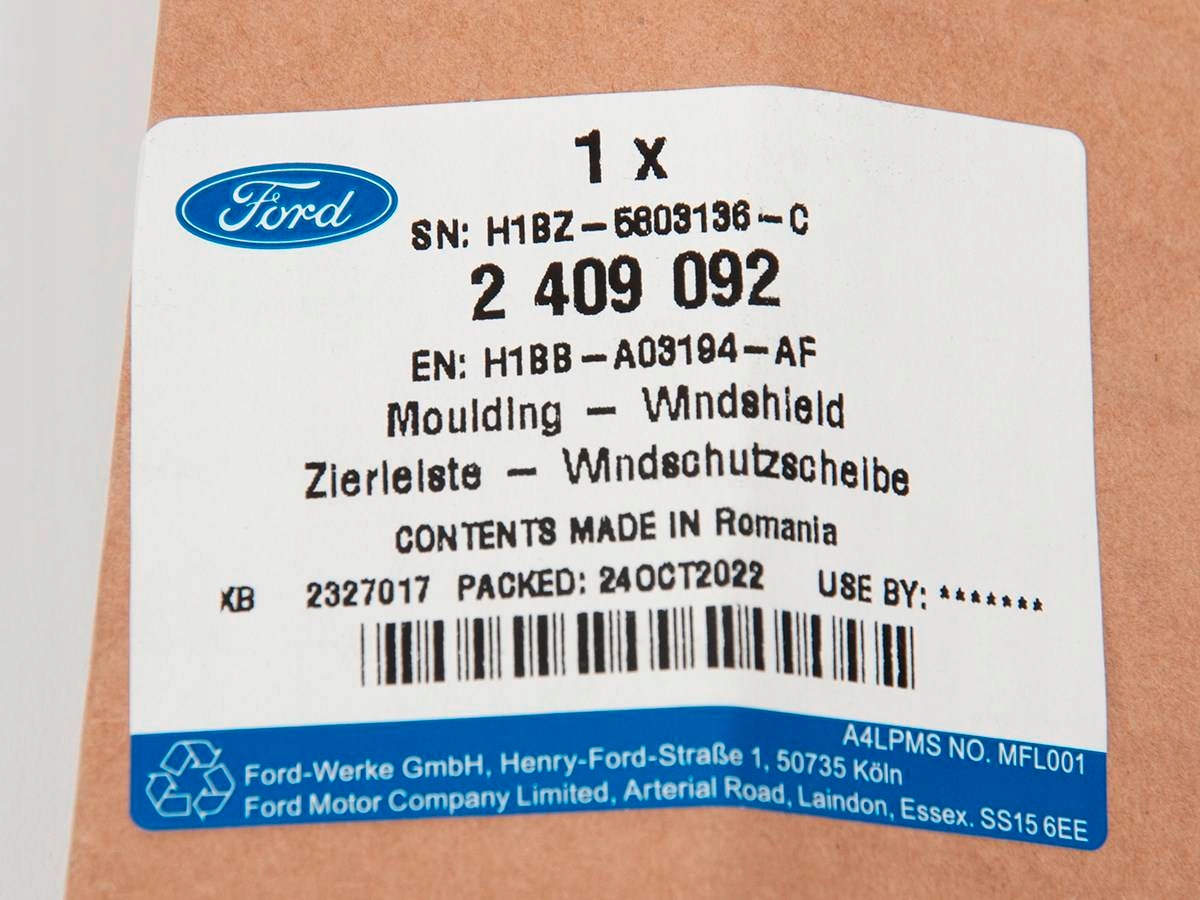 Ford
1 x
SN: H1BZ-5803136-C
2 409 092
EN: H1BB-A03194-AF
Moulding - Windshield
Zierleiste - Windschutzscheibe
CONTENTS MADE IN Romania
XB 2327017 PACKED: 24OCT2022 USE BY: *******
A4LPMS NO. MFL001
Ford-Werke GmbH, Henry-Ford-Straße 1, 50735 Köln
Ford Motor Company Limited, Arterial Road, Laindon, Essex. SS15 6EE